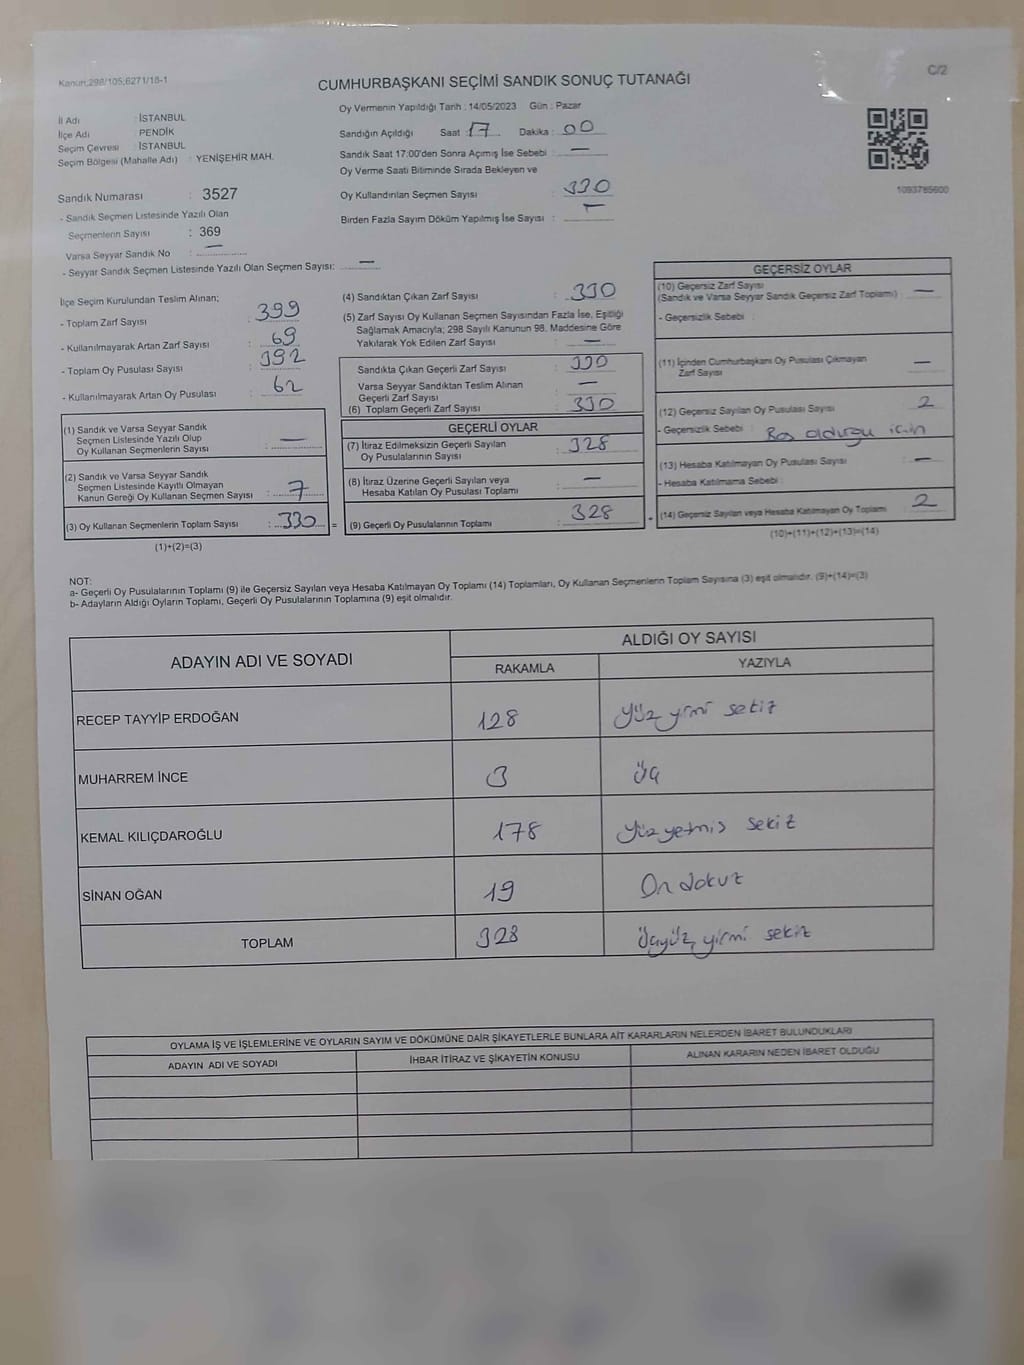 Kanun;298/105;6271/18-1
C/2
CUMHURBAŞKANI SEÇİMİ SANDIK SONUÇ TUTANAĞI
İl Adı : İSTANBUL
İlçe Adı : PENDİK
Seçim Çevresi : İSTANBUL
Seçim Bölgesi (Mahalle Adı) : YENİŞEHİR MAH.
Sandık Numarası : 3527
- Sandık Seçmen Listesinde Yazılı Olan
Seçmenlerin Sayısı : 369
Varsa Seyyar Sandık No : —
- Seyyar Sandık Seçmen Listesinde Yazılı Olan Seçmen Sayısı: —
Oy Vermenin Yapıldığı Tarih : 14/05/2023 Gün : Pazar
Sandığın Açıldığı Saat : 17 Dakika : 00
Sandık Saat 17:00'den Sonra Açımış İse Sebebi : —
Oy Verme Saati Bitiminde Sırada Bekleyen ve
Oy Kullandırılan Seçmen Sayısı : 330
Birden Fazla Sayım Döküm Yapılmış İse Sayısı : —
1093785600
İlçe Seçim Kurulundan Teslim Alınan;
- Toplam Zarf Sayısı : 399
- Kullanılmayarak Artan Zarf Sayısı : 69
- Toplam Oy Pusulası Sayısı : 392
- Kullanılmayarak Artan Oy Pusulası : 62
(1) Sandık ve Varsa Seyyar Sandık
Seçmen Listesinde Yazılı Olup
Oy Kullanan Seçmenlerin Sayısı : —
(2) Sandık ve Varsa Seyyar Sandık
Seçmen Listesinde Kayıtlı Olmayan
Kanun Gereği Oy Kullanan Seçmen Sayısı : 7
(3) Oy Kullanan Seçmenlerin Toplam Sayısı : 330 =
(1)+(2)=(3)
(4) Sandıktan Çıkan Zarf Sayısı : 330
(5) Zarf Sayısı Oy Kullanan Seçmen Sayısından Fazla İse, Eşitliği
Sağlamak Amacıyla; 298 Sayılı Kanunun 98. Maddesine Göre
Yakılarak Yok Edilen Zarf Sayısı : —
Sandıkta Çıkan Geçerli Zarf Sayısı : 330
Varsa Seyyar Sandıktan Teslim Alınan
Geçerli Zarf Sayısı : —
(6) Toplam Geçerli Zarf Sayısı : 330
GEÇERLİ OYLAR
(7) İtiraz Edilmeksizin Geçerli Sayılan
Oy Pusulalarının Sayısı : 328
(8) İtiraz Üzerine Geçerli Sayılan veya
Hesaba Katılan Oy Pusulası Toplamı : —
(9) Geçerli Oy Pusulalarının Toplamı : 328 +
GEÇERSİZ OYLAR
(10) Geçersiz Zarf Sayısı
(Sandık ve Varsa Seyyar Sandık Geçersiz Zarf Toplamı) : —
- Geçersizlik Sebebi :
(11) İçinden Cumhurbaşkanı Oy Pusulası Çıkmayan
Zarf Sayısı : —
(12) Geçersiz Sayılan Oy Pusulası Sayısı : 2
- Geçersizlik Sebebi : Boş olduğu için
(13) Hesaba Katılmayan Oy Pusulası Sayısı : —
- Hesaba Katılmama Sebebi :
(14) Geçersiz Sayılan veya Hesaba Katılmayan Oy Toplamı : 2
(10)+(11)+(12)+(13)=(14)
NOT:
a- Geçerli Oy Pusulalarının Toplamı (9) ile Geçersiz Sayılan veya Hesaba Katılmayan Oy Toplamı (14) Toplamları, Oy Kullanan Seçmenlerin Toplam Sayısına (3) eşit olmalıdır. (9)+(14)=(3)
b- Adayların Aldığı Oyların Toplamı, Geçerli Oy Pusulalarının Toplamına (9) eşit olmalıdır.
ADAYIN ADI VE SOYADI
ALDIĞI OY SAYISI
RAKAMLA YAZIYLA
RECEP TAYYİP ERDOĞAN 128 Yüz yirmi sekiz
MUHARREM İNCE 3 Üç
KEMAL KILIÇDAROĞLU 178 Yüz yetmiş sekiz
SİNAN OĞAN 19 On dokuz
TOPLAM 328 Üçyüz yirmi sekiz
OYLAMA İŞ VE İŞLEMLERİNE VE OYLARIN SAYIM VE DÖKÜMÜNE DAİR ŞİKAYETLERLE BUNLARA AİT KARARLARIN NELERDEN İBARET BULUNDUKLARI
ADAYIN ADI VE SOYADI İHBAR İTİRAZ VE ŞİKAYETİN KONUSU ALINAN KARARIN NEDEN İBARET OLDUĞU